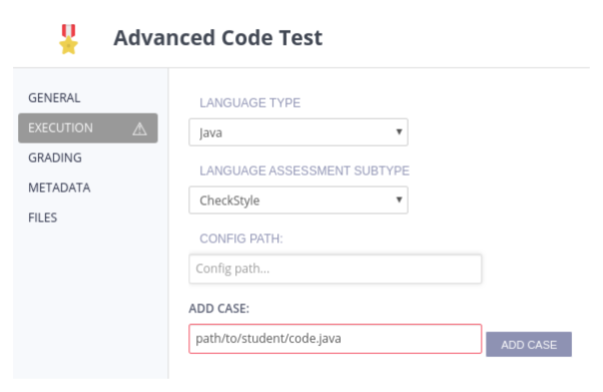 Advanced Code Test
GENERAL
EXECUTION
GRADING
METADATA
FILES
LANGUAGE TYPE
Java
LANGUAGE ASSESSMENT SUBTYPE
CheckStyle
CONFIG PATH:
Config path...
ADD CASE:
path/to/student/code.java
ADD CASE